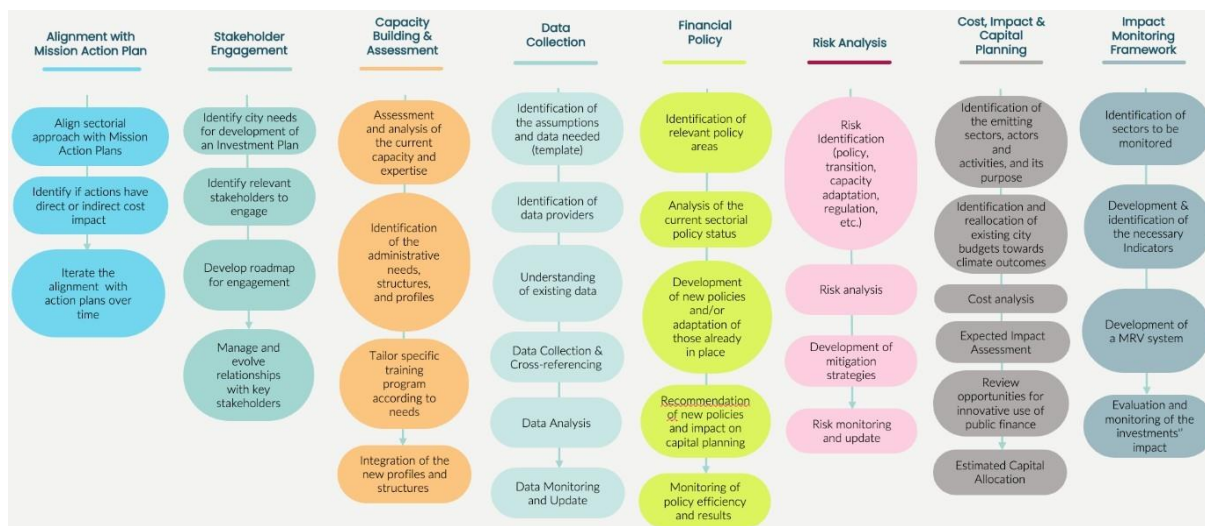 Alignment with
Mission Action Plan
Align sectorial
approach with Mission
Action Plans
Identify if actions have
direct or indirect cost
impact
Iterate the
alignment with
action plans over
time
Stakeholder
Engagement
Identify city needs
for development of
an Investment Plan
Identify relevant
stakeholders to
engage
Develop roadmap
for engagement
Manage and
evolve
relationships
with key
stakeholders
Capacity
Building &
Assessment
Assessment
and analysis of
the current
capacity and
expertise
Identification
of the
administrative
needs,
structures,
and profiles
Tailor specific
training
program
according to
needs
Integration of the
new profiles and
structures
Data
Collection
Identification of
the assumptions
and data needed
(template)
Identification of
data providers
Understanding
of existing data
Data Collection &
Cross-referencing
Data Analysis
Data Monitoring
and Update
Financial
Policy
Identification of
relevant policy
areas
Analysis of the
current sectorial
policy status
Development
of new policies
and/or
adaptation of
those already
in place
Recommendation
of new policies
and impact on
capital planning
Monitoring of
policy efficiency
and results
Risk Analysis
Risk
Identification
(policy,
transition,
capacity
adaptation,
regulation,
etc.)
Risk analysis
Development of
mitigation
strategies
Risk monitoring
and update
Cost, Impact &
Capital
Planning
Identification of
the emitting
sectors, actors
and
activities, and its
purpose
Identification and
reallocation of
existing city
budgets towards
climate outcomes
Cost analysis
Expected Impact
Assessment
Review
opportunities for
innovative use of
public finance
Estimated Capital
Allocation
Impact
Monitoring
Framework
Identification of
sectors to be
monitored
Development &
identification of
the necessary
Indicators
Development of
a MRV system
Evaluation and
monitoring of the
investments''
impact